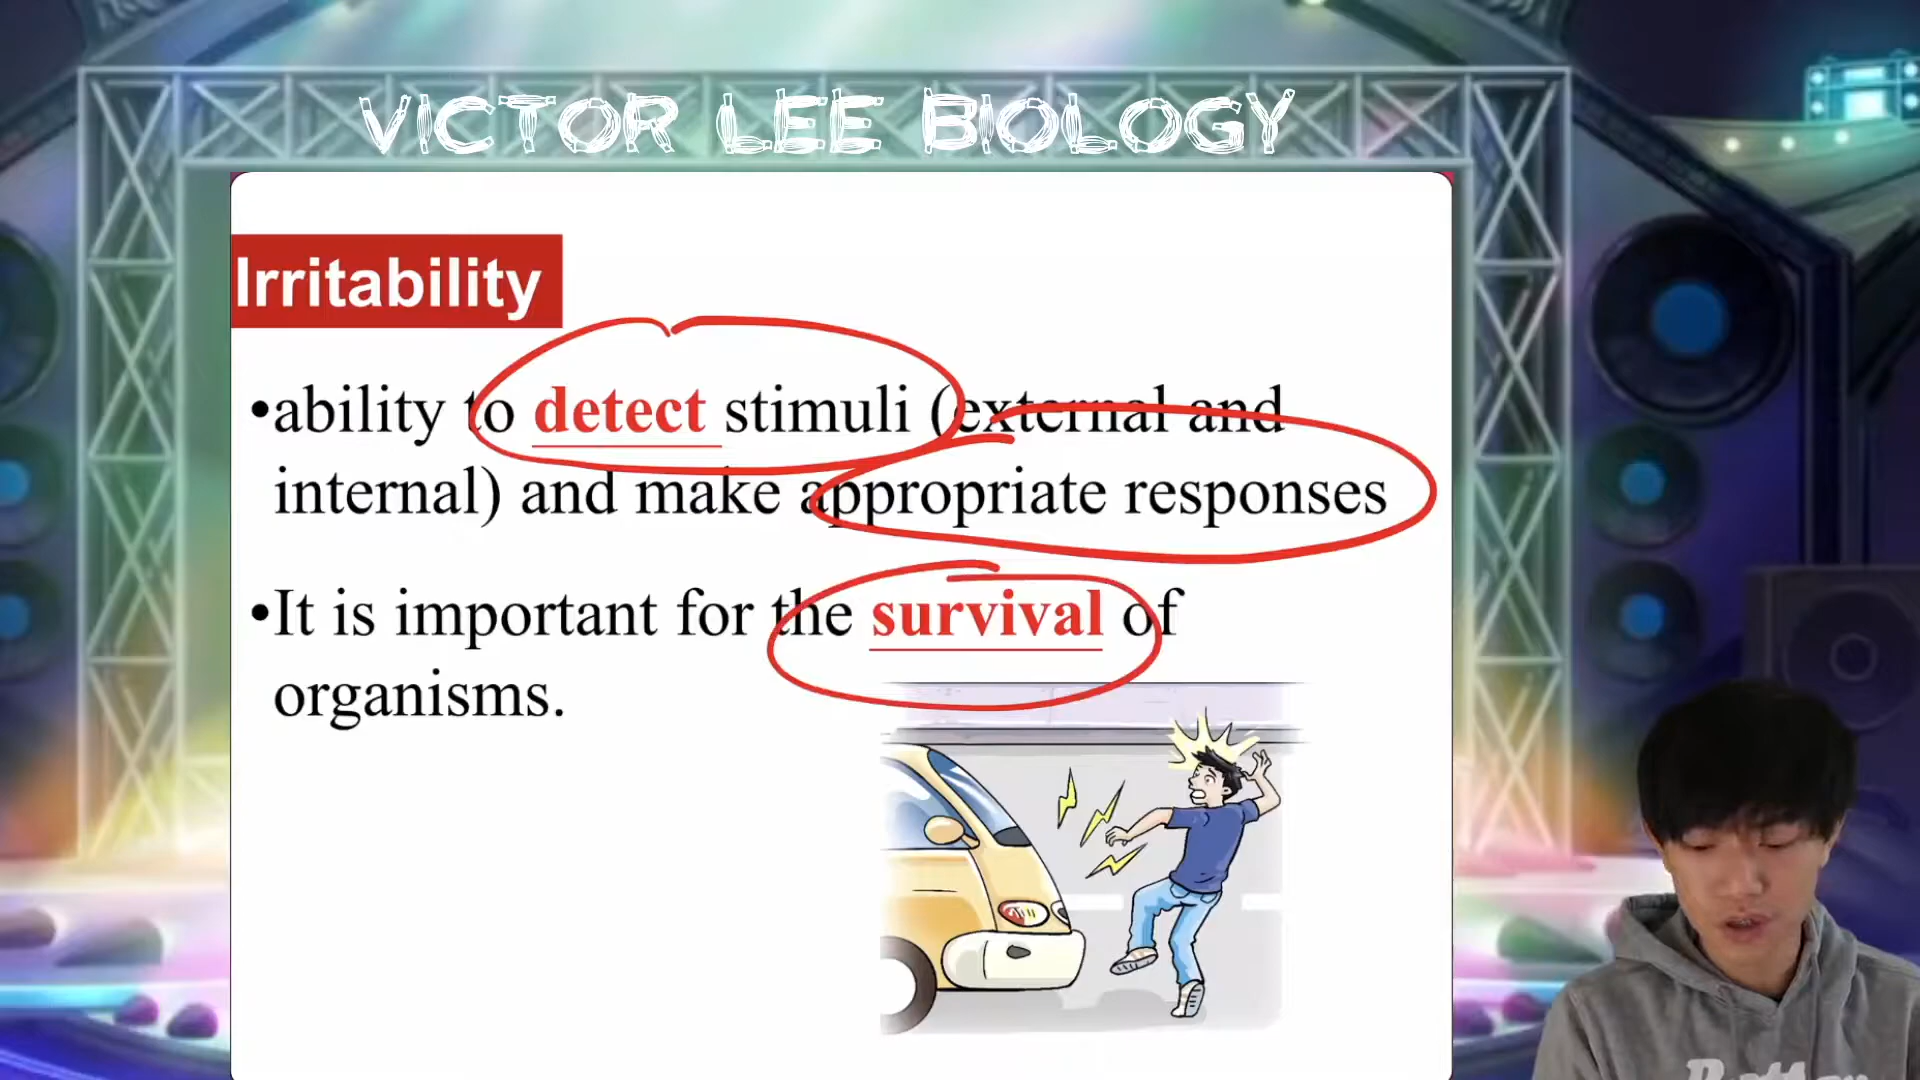 VICTOR LEE BIOLOGY
Irritability
•ability to detect stimuli (external and
internal) and make appropriate responses
•It is important for the survival of
organisms.